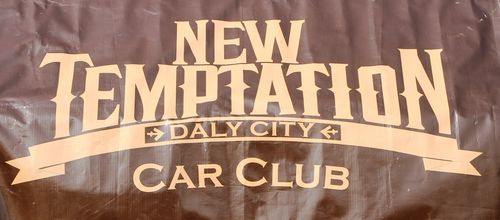 NEW
TEMPTATION
DALY CITY
CAR CLUB